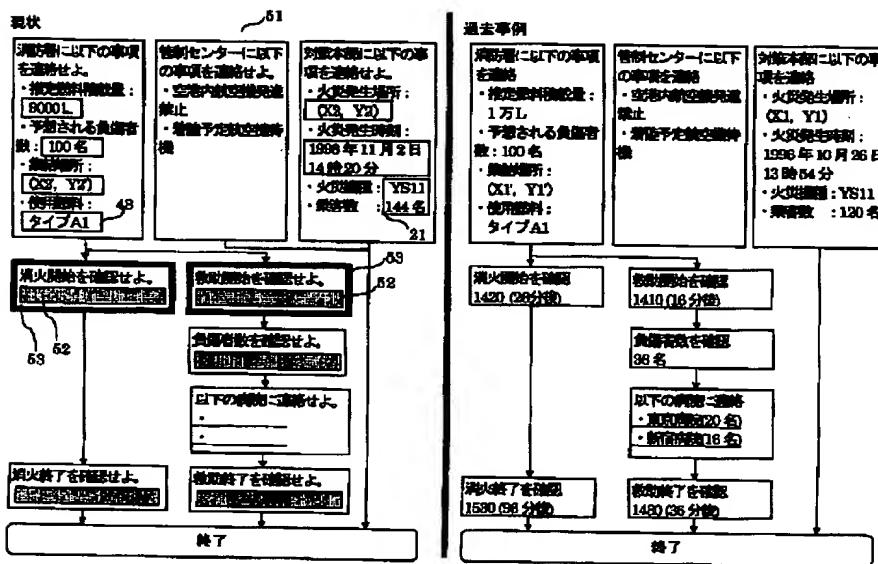 現状
51
消防署に以下の事項
を連絡せよ。
・推定燃料積載量:
8000L
・予想される負傷者
数:100名
・乗務場所:
(X2', Y2')
・使用燃料:
タイプA1
43
管制センターに以下
の事項を連絡せよ。
・空港内航空機発進
禁止
・着陸予定航空機待
機
対策本部に以下の事
項を連絡せよ。
・火災発生場所:
(X2, Y2)
・火災発生時刻:
1996年11月2日
14時20分
・火災機種:YS11
・乗客数 :144名
21
消火開始を確認せよ。
53
52
救助開始を確認せよ。
53
52
負傷者数を確認せよ。
以下の病院に連絡せよ。
・
・
消火終了を確認せよ。
救助終了を確認せよ。
終了
過去事例
消防署に以下の事項
を連絡
・推定燃料積載量:
1万L
・予想される負傷者
数:100名
(X1', Y1')
・使用燃料:
タイプA1
管制センターに以下
の事項を連絡
・空港内航空機発進
禁止
・着陸予定航空機待
機
対策本部に以下の事
項を連絡
・火災発生場所:
(X1, Y1)
・火災発生時刻:
1996年10月26日
13時54分
・火災機種:YS11
・乗客数 :120名
消火開始を確認
1420(26分後)
救助開始を確認
1410(16分後)
負傷者数を確認
36名
以下の病院に連絡
・東京病院(20名)
・新宿病院(16名)
消火終了を確認
1530(96分後)
救助終了を確認
1430(36分後)
終了